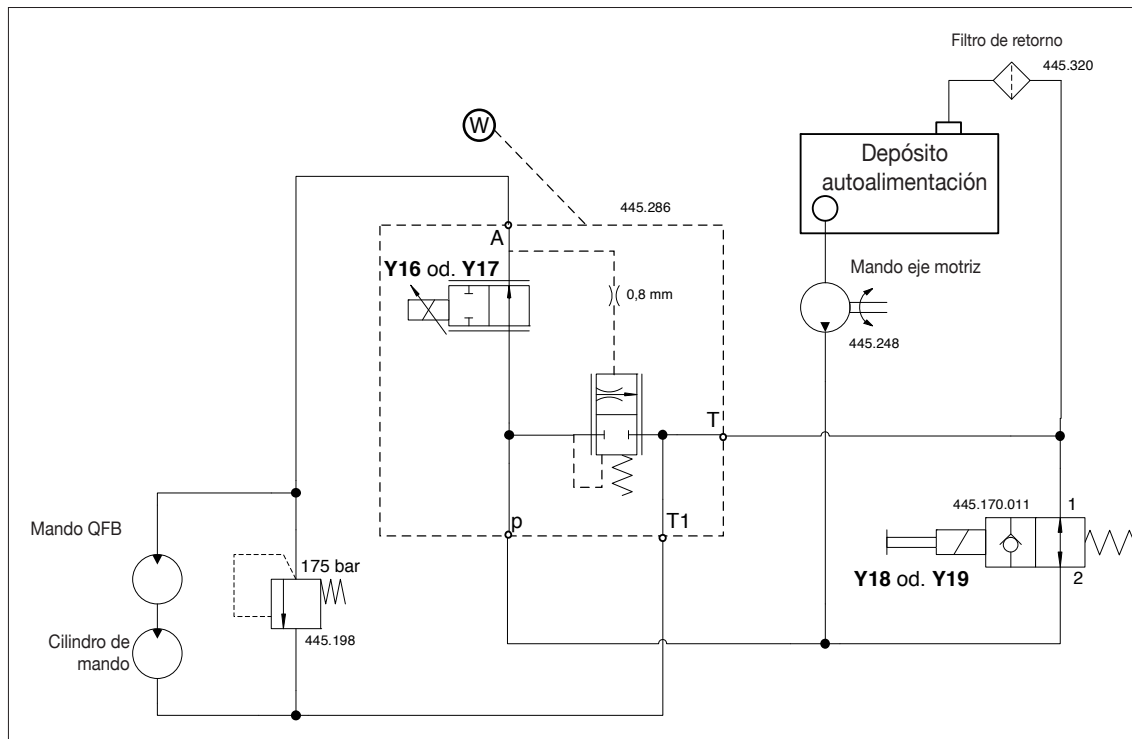 Filtro de retorno
445.320
W
Depósito
autoalimentación
445.286
A
Y16 od. Y17
0,8 mm
Mando eje motriz
445.248
T
445.170.011
1
Mando QFB
p
T1
175 bar
Y18 od. Y19
2
Cilindro de
mando
445.198